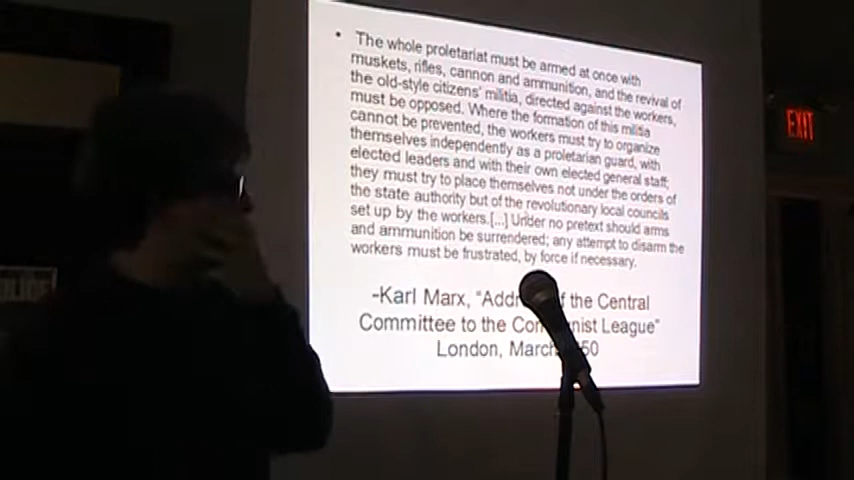 • The whole proletariat must be armed at once with
muskets, rifles, cannon and ammunition, and the revival of
the old-style citizens' militia, directed against the workers,
must be opposed. Where the formation of this militia
cannot be prevented, the workers must try to organize
themselves independently as a proletarian guard, with
elected leaders and with their own elected general staff;
they must try to place themselves not under the orders of
the state authority but of the revolutionary local councils
set up by the workers.[...] Under no pretext should arms
and ammunition be surrendered; any attempt to disarm the
workers must be frustrated, by force if necessary.
-Karl Marx, "Addr of the Central
Committee to the Co nist League"
London, March 50
EXIT